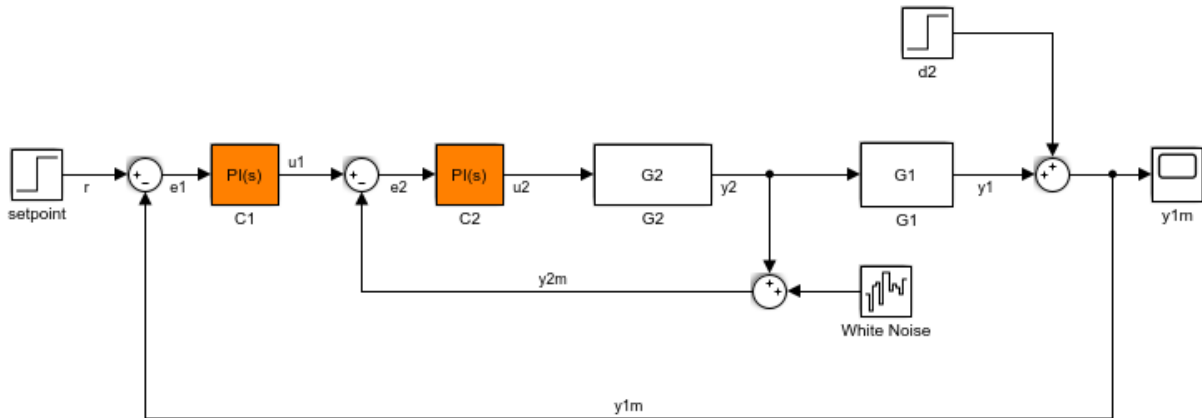 d2
setpoint
r
e1
PI(s)
C1
u1
e2
PI(s)
C2
u2
G2
G2
y2
G1
G1
y1
y1m
y2m
White Noise
y1m